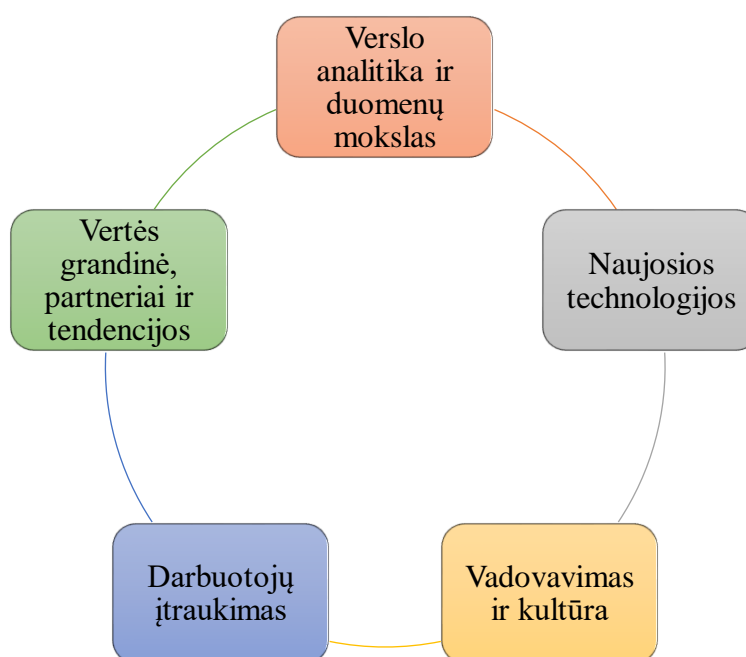 Verslo
analitika ir
duomenų
mokslas
Naujosios
technologijos
Vadovavimas
ir kultūra
Darbuotojų
įtraukimas
Vertės
grandinė,
partneriai ir
tendencijos